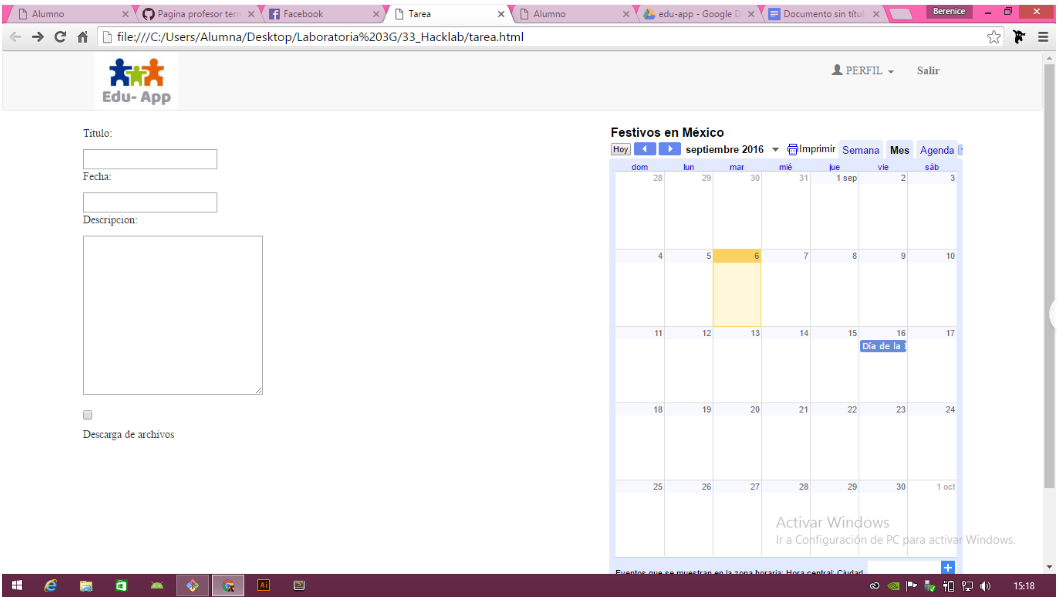 Alumno
Pagina profesor ter
Facebook
Tarea
Alumno
edu-app - Google D
Documento sin títul
Berenice
file:///C:/Users/Alumna/Desktop/Laboratoria%203G/33_Hacklab/tarea.html
Edu- App
PERFIL
Salir
Titulo:
Fecha:
Descripcion:
Descarga de archivos
Festivos en México
Hoy septiembre 2016 Imprimir Semana Mes Agenda
dom lun mar mié jue vie sáb
28 29 30 31 1 sep 2 3
4 5 6 7 8 9 10
11 12 13 14 15 16 17
Día de la I
18 19 20 21 22 23 24
25 26 27 28 29 30 1 oct
Activar Windows
Ir a Configuración de PC para activar Windows.
Eventos que se muestran en la zona horaria: Hora central: Ciudad
Ai
15:18